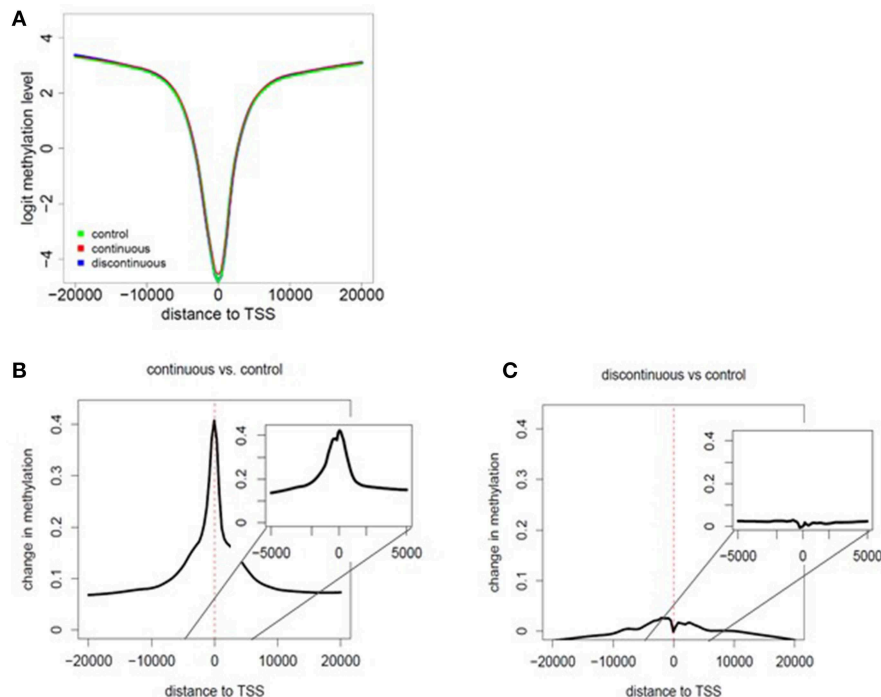 A
logit methylation level
4
2
0
−2
−4
control
continuous
discontinuous
−20000 −10000 0 10000 20000
distance to TSS
B
continuous vs. control
change in methylation
0.4
0.3
0.2
0.1
0
0.4
0.2
0
−5000 0 5000
−20000 −10000 0 10000 20000
distance to TSS
C
discontinuous vs control
change in methylation
0.4
0.3
0.2
0.1
0
0.4
0.2
0
−5000 0 5000
−20000 −10000 0 10000 20000
distance to TSS